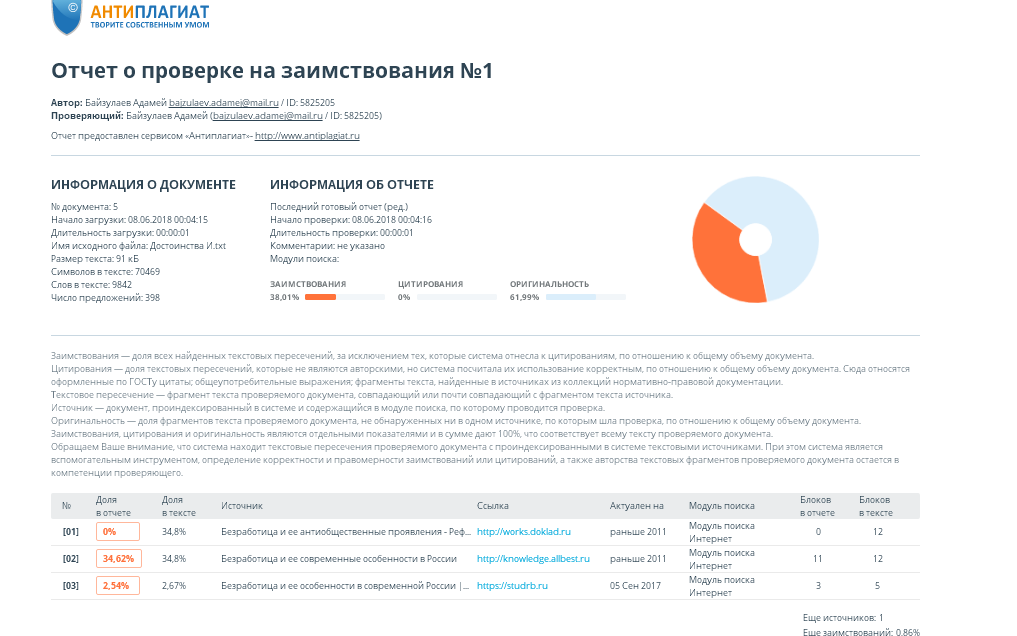 ©
АНТИПЛАГИАТ
ТВОРИТЕ СОБСТВЕННЫМ УМОМ
Отчет о проверке на заимствования №1
Автор: Байзулаев Адамей bajzulaev.adamej@mail.ru / ID: 5825205
Проверяющий: Байзулаев Адамей (bajzulaev.adamej@mail.ru / ID: 5825205)
Отчет предоставлен сервисом «Антиплагиат»- http://www.antiplagiat.ru
ИНФОРМАЦИЯ О ДОКУМЕНТЕ
№ документа: 5
Начало загрузки: 08.06.2018 00:04:15
Длительность загрузки: 00:00:01
Имя исходного файла: Достоинства И.txt
Размер текста: 91 кБ
Cимволов в тексте: 70469
Слов в тексте: 9842
Число предложений: 398
ИНФОРМАЦИЯ ОБ ОТЧЕТЕ
Последний готовый отчет (ред.)
Начало проверки: 08.06.2018 00:04:16
Длительность проверки: 00:00:01
Комментарии: не указано
Модули поиска:
ЗАИМСТВОВАНИЯ
38,01%
ЦИТИРОВАНИЯ
0%
ОРИГИНАЛЬНОСТЬ
61,99%
Заимствования — доля всех найденных текстовых пересечений, за исключением тех, которые система отнесла к цитированиям, по отношению к общему объему документа.
Цитирования — доля текстовых пересечений, которые не являются авторскими, но система посчитала их использование корректным, по отношению к общему объему документа. Сюда относятся
оформленные по ГОСТу цитаты; общеупотребительные выражения; фрагменты текста, найденные в источниках из коллекций нормативно-правовой документации.
Текстовое пересечение — фрагмент текста проверяемого документа, совпадающий или почти совпадающий с фрагментом текста источника.
Источник — документ, проиндексированный в системе и содержащийся в модуле поиска, по которому проводится проверка.
Оригинальность — доля фрагментов текста проверяемого документа, не обнаруженных ни в одном источнике, по которым шла проверка, по отношению к общему объему документа.
Заимствования, цитирования и оригинальность являются отдельными показателями и в сумме дают 100%, что соответствует всему тексту проверяемого документа.
Обращаем Ваше внимание, что система находит текстовые пересечения проверяемого документа с проиндексированными в системе текстовыми источниками. При этом система является
вспомогательным инструментом, определение корректности и правомерности заимствований или цитирований, а также авторства текстовых фрагментов проверяемого документа остается в
компетенции проверяющего.
№ Доля в отчете Доля в тексте Источник Ссылка Актуален на Модуль поиска Блоков в отчете Блоков в тексте
[01] 0% 34,8% Безработица и ее антиобщественные проявления - Реф... http://works.doklad.ru раньше 2011 Модуль поиска Интернет 0 12
[02] 34,62% 34,8% Безработица и ее современные особенности в России http://knowledge.allbest.ru раньше 2011 Модуль поиска Интернет 11 12
[03] 2,54% 2,67% Безработица и ее особенности в современной России |... https://studrb.ru 05 Сен 2017 Модуль поиска Интернет 3 5
Еще источников: 1
Еще заимствований: 0,86%